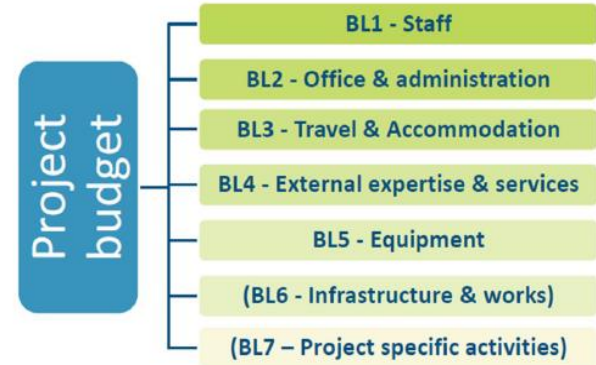 Project
budget
BL1 - Staff
BL2 - Office & administration
BL3 - Travel & Accommodation
BL4 - External expertise & services
BL5 - Equipment
(BL6 - Infrastructure & works)
(BL7 – Project specific activities)